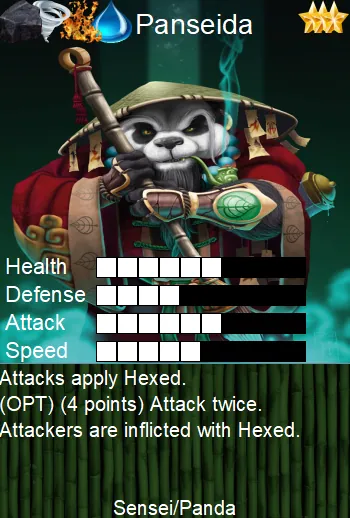 Panseida
Health
Defense
Attack
Speed
Attacks apply Hexed.
(OPT) (4 points) Attack twice.
Attackers are inflicted with Hexed.
Sensei/Panda